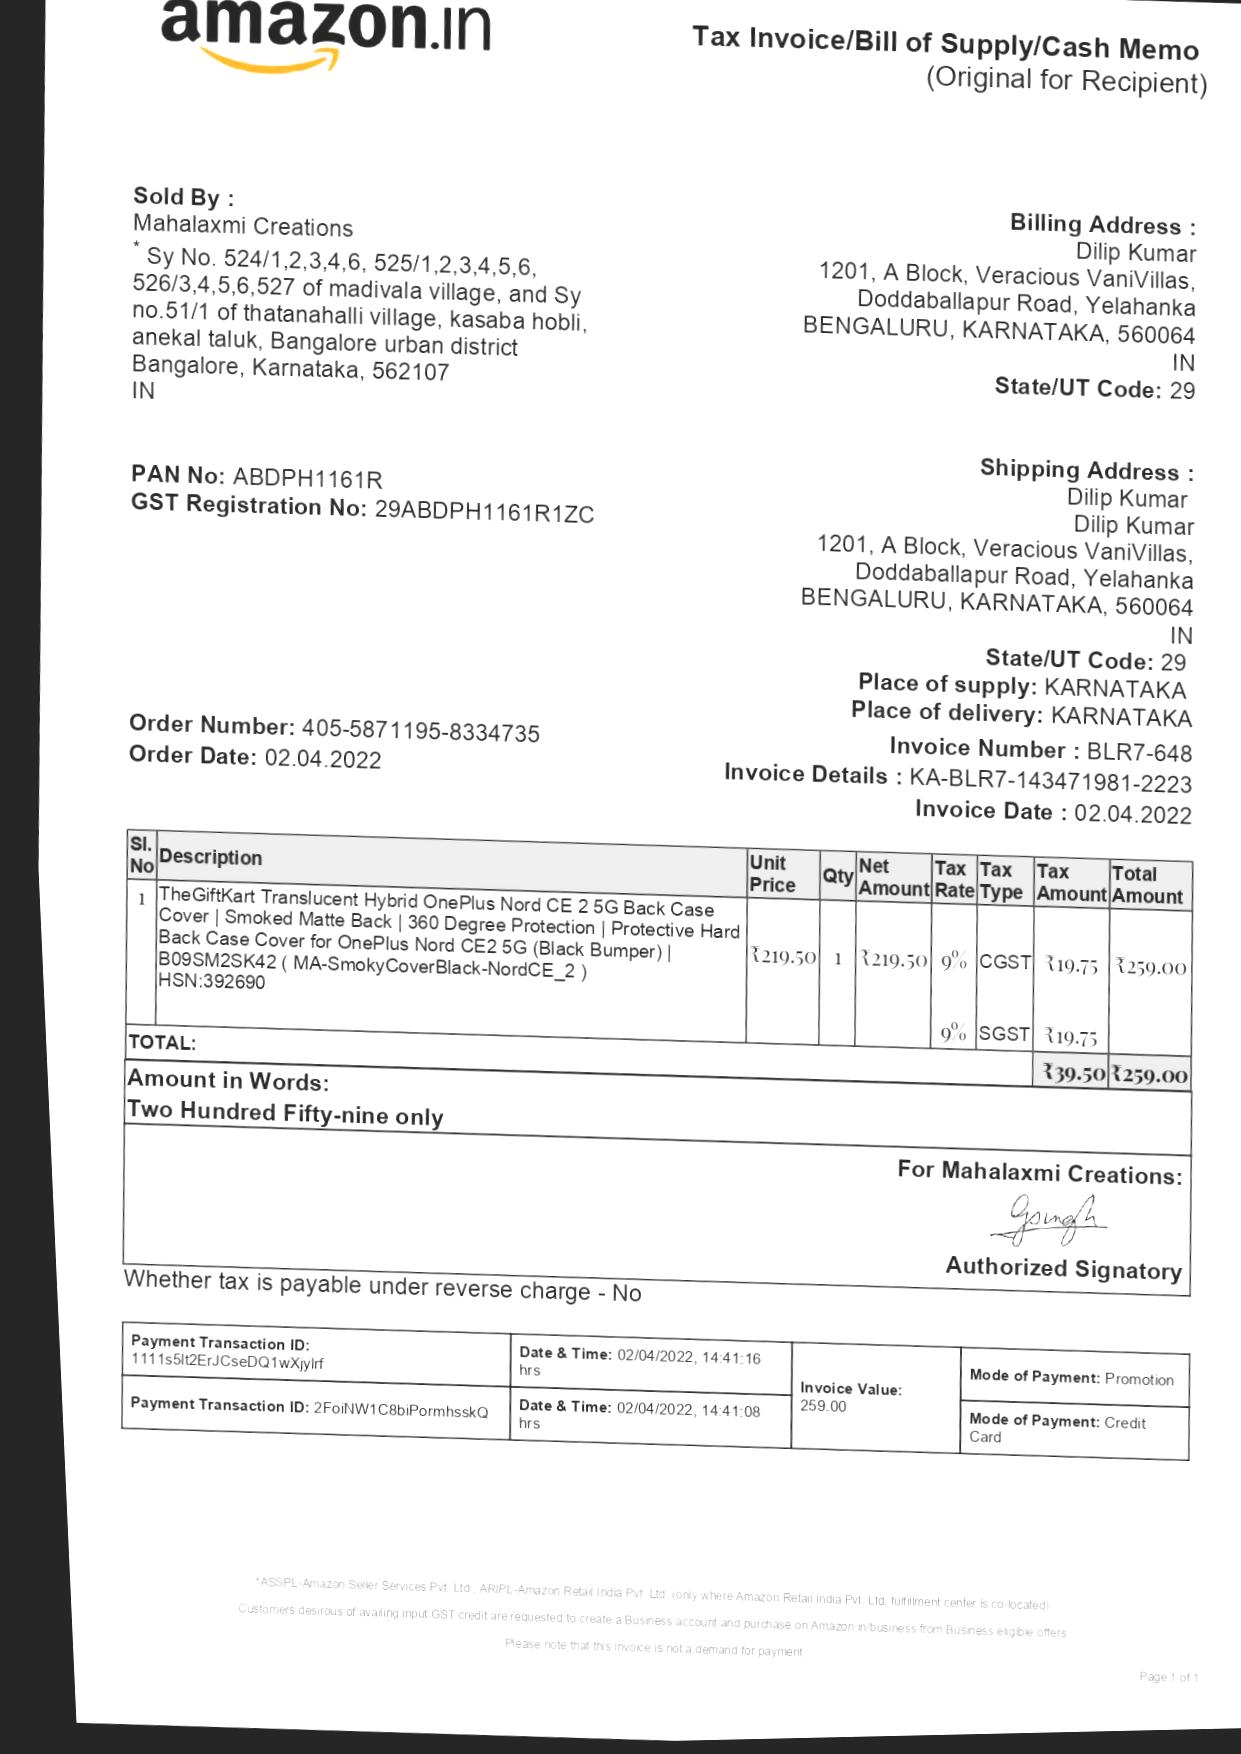 amazon.in
Tax Invoice/Bill of Supply/Cash Memo
(Original for Recipient)
Sold By :
Mahalaxmi Creations
* Sy No. 524/1,2,3,4,6, 525/1,2,3,4,5,6,
526/3,4,5,6,527 of madivala village, and Sy
no.51/1 of thatanahalli village, kasaba hobli,
anekal taluk, Bangalore urban district
Bangalore, Karnataka, 562107
IN
Billing Address :
Dilip Kumar
1201, A Block, Veracious VaniVillas,
Doddaballapur Road, Yelahanka
BENGALURU, KARNATAKA, 560064
IN
State/UT Code: 29
PAN No: ABDPH1161R
GST Registration No: 29ABDPH1161R1ZC
Shipping Address :
Dilip Kumar
Dilip Kumar
1201, A Block, Veracious VaniVillas,
Doddaballapur Road, Yelahanka
BENGALURU, KARNATAKA, 560064
IN
State/UT Code: 29
Place of supply: KARNATAKA
Place of delivery: KARNATAKA
Order Number: 405-5871195-8334735
Order Date: 02.04.2022
Invoice Number : BLR7-648
Invoice Details : KA-BLR7-143471981-2223
Invoice Date : 02.04.2022
Sl. No Description Unit Price Qty Net Amount Tax Rate Tax Type Tax Amount Total Amount
1 TheGiftKart Translucent Hybrid OnePlus Nord CE 2 5G Back Case
Cover | Smoked Matte Back | 360 Degree Protection | Protective Hard
Back Case Cover for OnePlus Nord CE2 5G (Black Bumper) |
B09SM2SK42 ( MA-SmokyCoverBlack-NordCE_2 )
HSN:392690
₹219.50 1 ₹219.50 9% CGST ₹19.75 ₹259.00
9% SGST ₹19.75
TOTAL: ₹39.50 ₹259.00
Amount in Words:
Two Hundred Fifty-nine only
For Mahalaxmi Creations:
Gsingh
Authorized Signatory
Whether tax is payable under reverse charge - No
Payment Transaction ID:
1111s5lt2ErJCseDQ1wXjylrf
Date & Time: 02/04/2022, 14:41:16
hrs
Invoice Value:
259.00
Mode of Payment: Promotion
Payment Transaction ID: 2FoiNW1C8biPormhsskQ
Date & Time: 02/04/2022, 14:41:08
hrs
Mode of Payment: Credit
Card
*ASSPL-Amazon Seller Services Pvt. Ltd., ARIPL-Amazon Retail India Pvt. Ltd. (only where Amazon Retail India Pvt. Ltd. fulfillment center is co-located)
Customers desirous of availing input GST credit are requested to create a Business account and purchase on Amazon.in/business from Business eligible offers
Please note that this invoice is not a demand for payment
Page 1 of 1